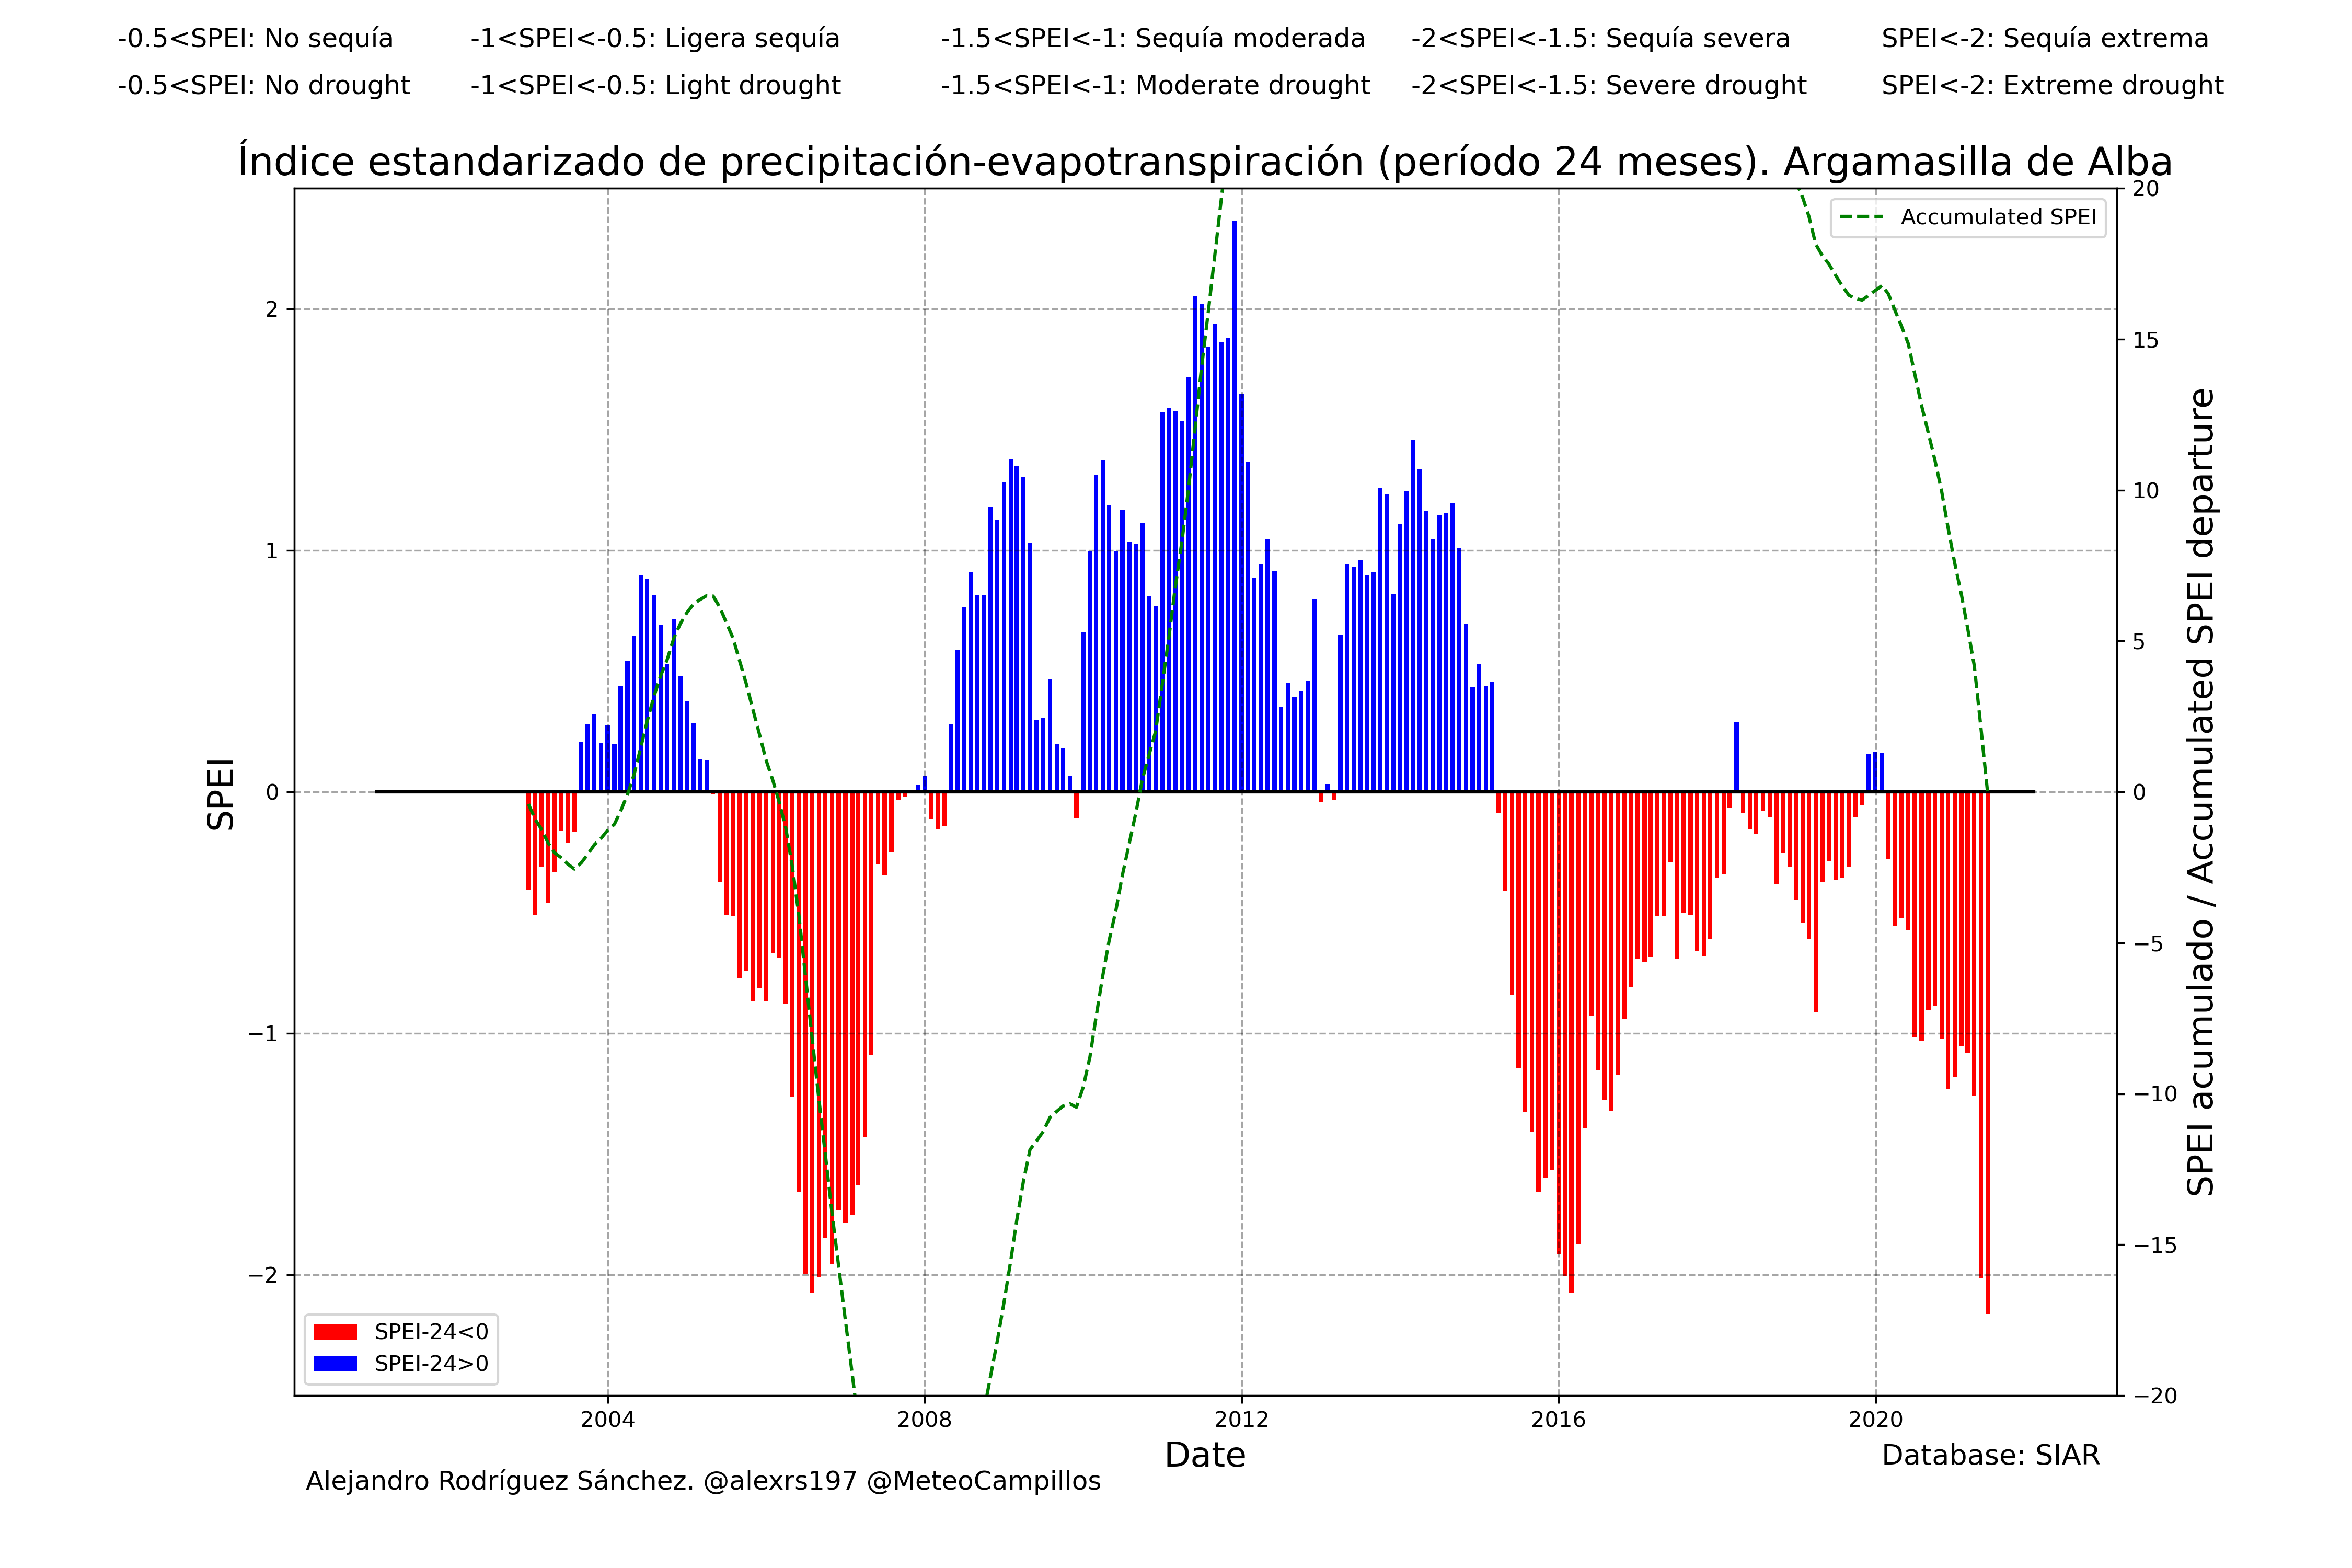 -0.5<SPEI: No sequía -1<SPEI<-0.5: Ligera sequía -1.5<SPEI<-1: Sequía moderada -2<SPEI<-1.5: Sequía severa SPEI<-2: Sequía extrema
-0.5<SPEI: No drought -1<SPEI<-0.5: Light drought -1.5<SPEI<-1: Moderate drought -2<SPEI<-1.5: Severe drought SPEI<-2: Extreme drought
Índice estandarizado de precipitación-evapotranspiración (período 24 meses). Argamasilla de Alba
Accumulated SPEI
SPEI
2
1
0
−1
−2
20
15
10
5
0
−5
−10
−15
−20
SPEI acumulado / Accumulated SPEI departure
SPEI-24<0
SPEI-24>0
2004 2008 2012 2016 2020
Date
Database: SIAR
Alejandro Rodríguez Sánchez. @alexrs197 @MeteoCampillos